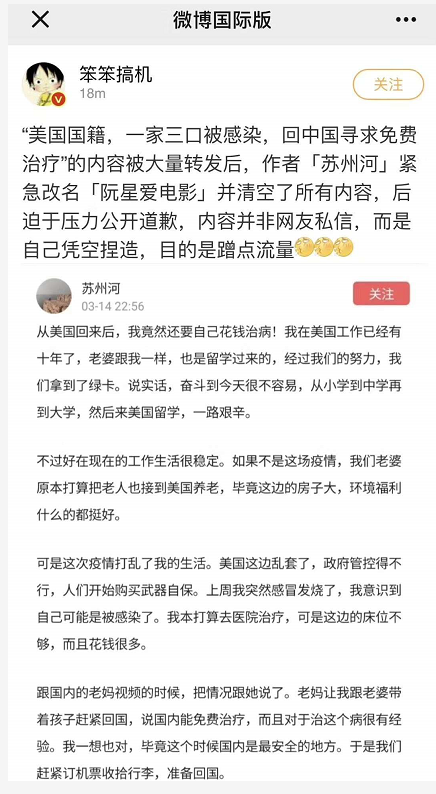 微博国际版
笨笨搞机
18m
关注
“美国国籍，一家三口被感染，回中国寻求免费
治疗”的内容被大量转发后，作者「苏州河」紧
急改名「阮星爱电影」并清空了所有内容，后
迫于压力公开道歉，内容并非网友私信，而是
自己凭空捏造，目的是蹭点流量
苏州河
03-14 22:56
关注
从美国回来后，我竟然还要自己花钱治病！我在美国工作已经有
十年了，老婆跟我一样，也是留学过来的，经过我们的努力，我
们拿到了绿卡。说实话，奋斗到今天很不容易，从小学到中学再
到大学，然后来美国留学，一路艰辛。
不过好在现在的工作生活很稳定。如果不是这场疫情，我们老婆
原本打算把老人也接到美国养老，毕竟这边的房子大，环境福利
什么的都挺好。
可是这次疫情打乱了我的生活。美国这边乱套了，政府管控得不
行，人们开始购买武器自保。上周我突然感冒发烧了，我意识到
自己可能是被感染了。我本打算去医院治疗，可是这边的床位不
够，而且花钱很多。
跟国内的老妈视频的时候，把情况跟她说了。老妈让我跟老婆带
着孩子赶紧回国，说国内能免费治疗，而且对于治这个病很有经
验。我一想也对，毕竟这个时候国内是最安全的地方。于是我们
赶紧订机票收拾行李，准备回国。